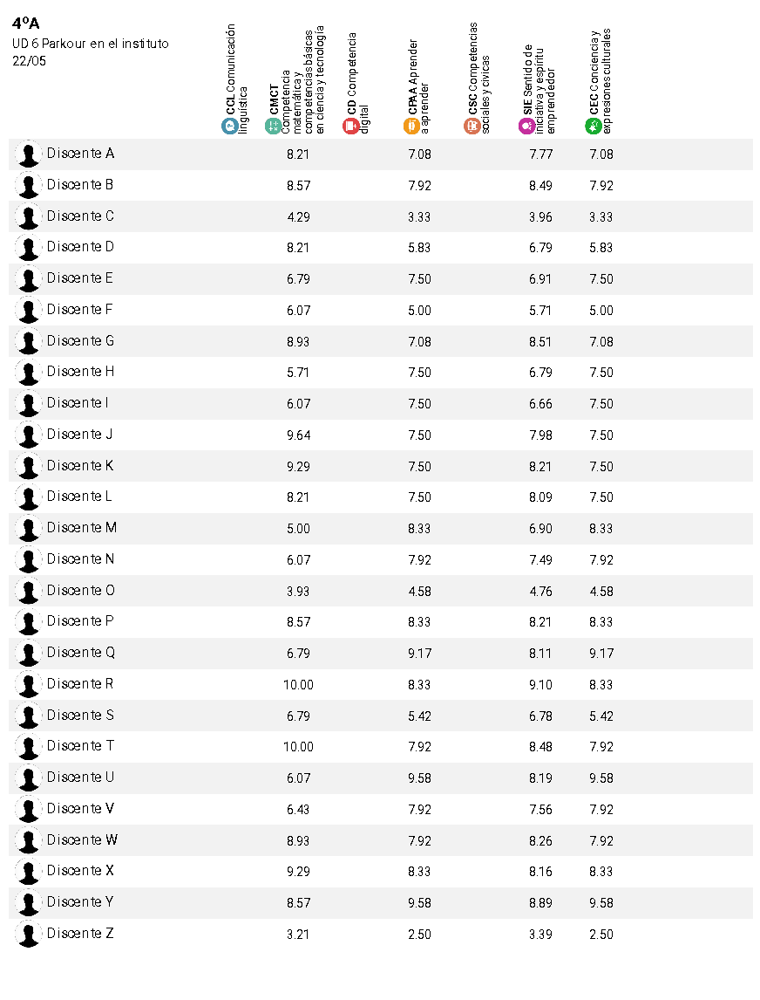 4ºA
UD 6 Parkour en el instituto
22/05
CCL Comunicación
lingüística
CMCT
Competencia
matemática y
competencias básicas
en ciencia y tecnología
CD Competencia
digital
CPAA Aprender
a aprender
CSC Competencias
sociales y cívicas
SIE Sentido de
iniciativa y espíritu
emprendedor
CEC Conciencia y
expresiones culturales
Discente A 8.21 7.08 7.77 7.08
Discente B 8.57 7.92 8.49 7.92
Discente C 4.29 3.33 3.96 3.33
Discente D 8.21 5.83 6.79 5.83
Discente E 6.79 7.50 6.91 7.50
Discente F 6.07 5.00 5.71 5.00
Discente G 8.93 7.08 8.51 7.08
Discente H 5.71 7.50 6.79 7.50
Discente I 6.07 7.50 6.66 7.50
Discente J 9.64 7.50 7.98 7.50
Discente K 9.29 7.50 8.21 7.50
Discente L 8.21 7.50 8.09 7.50
Discente M 5.00 8.33 6.90 8.33
Discente N 6.07 7.92 7.49 7.92
Discente O 3.93 4.58 4.76 4.58
Discente P 8.57 8.33 8.21 8.33
Discente Q 6.79 9.17 8.11 9.17
Discente R 10.00 8.33 9.10 8.33
Discente S 6.79 5.42 6.78 5.42
Discente T 10.00 7.92 8.48 7.92
Discente U 6.07 9.58 8.19 9.58
Discente V 6.43 7.92 7.56 7.92
Discente W 8.93 7.92 8.26 7.92
Discente X 9.29 8.33 8.16 8.33
Discente Y 8.57 9.58 8.89 9.58
Discente Z 3.21 2.50 3.39 2.50